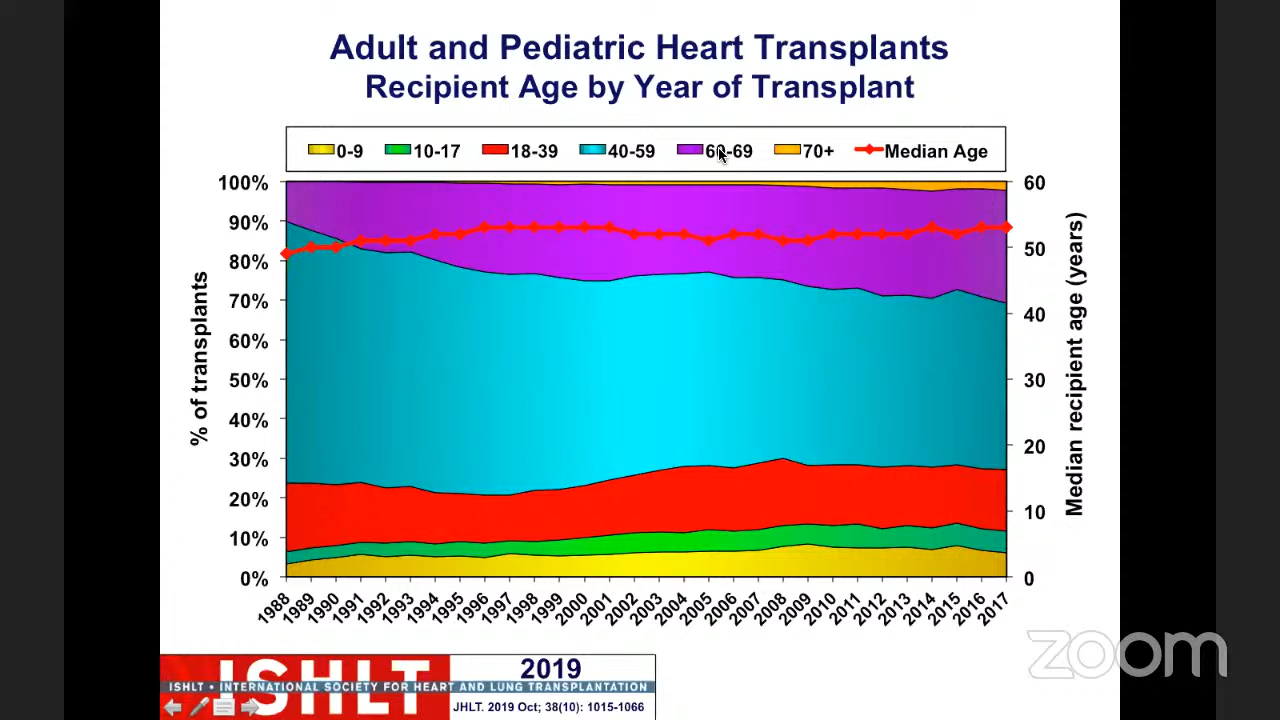 Adult and Pediatric Heart Transplants
Recipient Age by Year of Transplant
0-9 10-17 18-39 40-59 60-69 70+ Median Age
% of transplants
100%
90%
80%
70%
60%
50%
40%
30%
20%
10%
0%
60
50
40
30
20
10
0
Median recipient age (years)
1988 1989 1990 1991 1992 1993 1994 1995 1996 1997 1998 1999 2000 2001 2002 2003 2004 2005 2006 2007 2008 2009 2010 2011 2012 2013 2014 2015 2016 2017
zoom
ISHLT
2019
ISHLT • INTERNATIONAL SOCIETY FOR HEART AND LUNG TRANSPLANTATION
JHLT. 2019 Oct; 38(10): 1015-1066